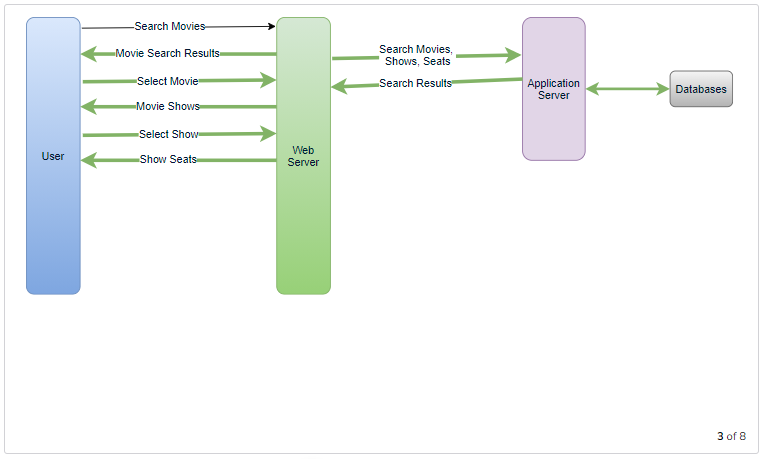 Search Movies
Movie Search Results
Search Movies,
Shows, Seats
Select Movie
Search Results
Application
Server
Databases
Movie Shows
Select Show
User
Web
Server
Show Seats
3 of 8